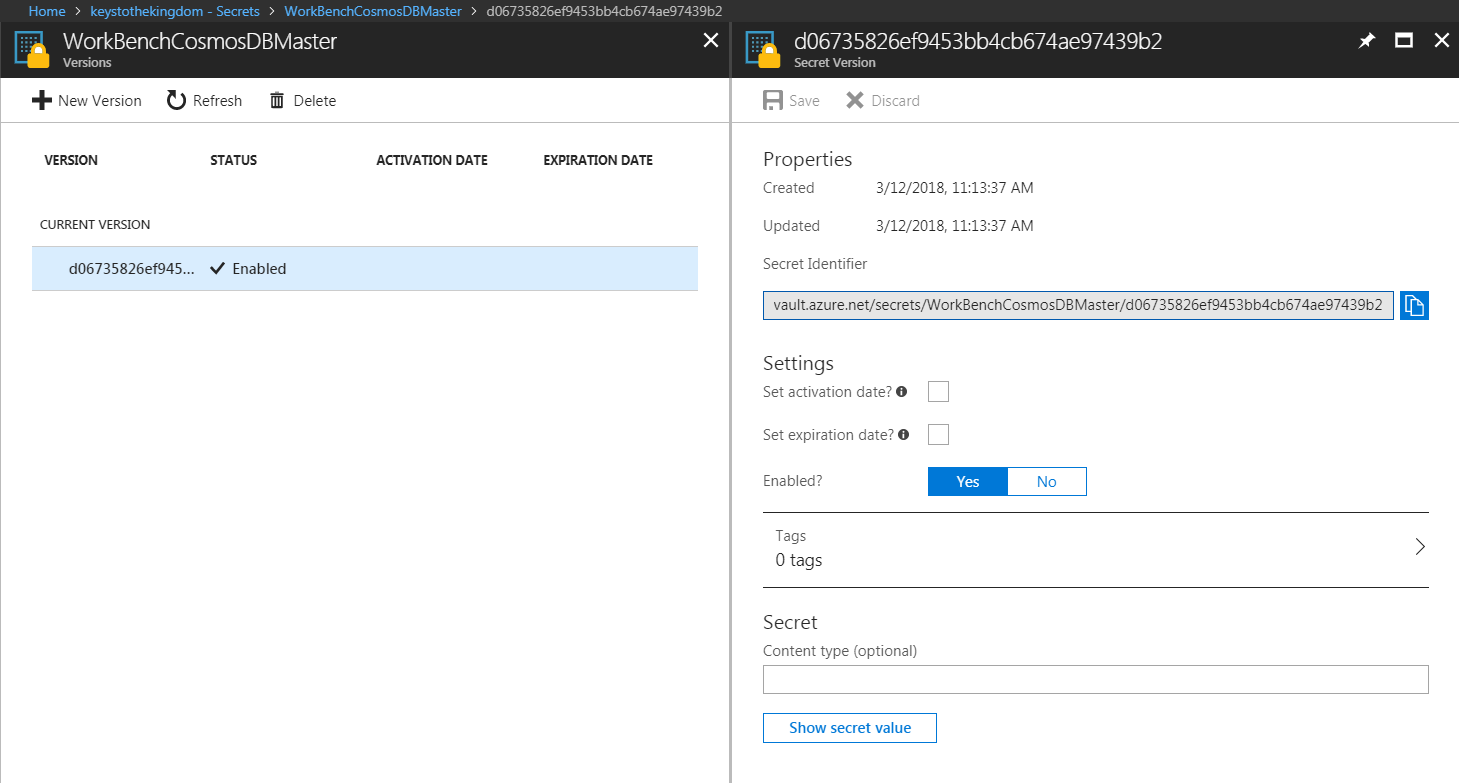 Home > keystothekingdom - Secrets > WorkBenchCosmosDBMaster > d06735826ef9453bb4cb674ae97439b2
WorkBenchCosmosDBMaster
Versions
New Version Refresh Delete
VERSION STATUS ACTIVATION DATE EXPIRATION DATE
CURRENT VERSION
d06735826ef945... Enabled
d06735826ef9453bb4cb674ae97439b2
Secret Version
Save Discard
Properties
Created 3/12/2018, 11:13:37 AM
Updated 3/12/2018, 11:13:37 AM
Secret Identifier
vault.azure.net/secrets/WorkBenchCosmosDBMaster/d06735826ef9453bb4cb674ae97439b2
Settings
Set activation date?
Set expiration date?
Enabled? Yes No
Tags
0 tags
Secret
Content type (optional)
Show secret value